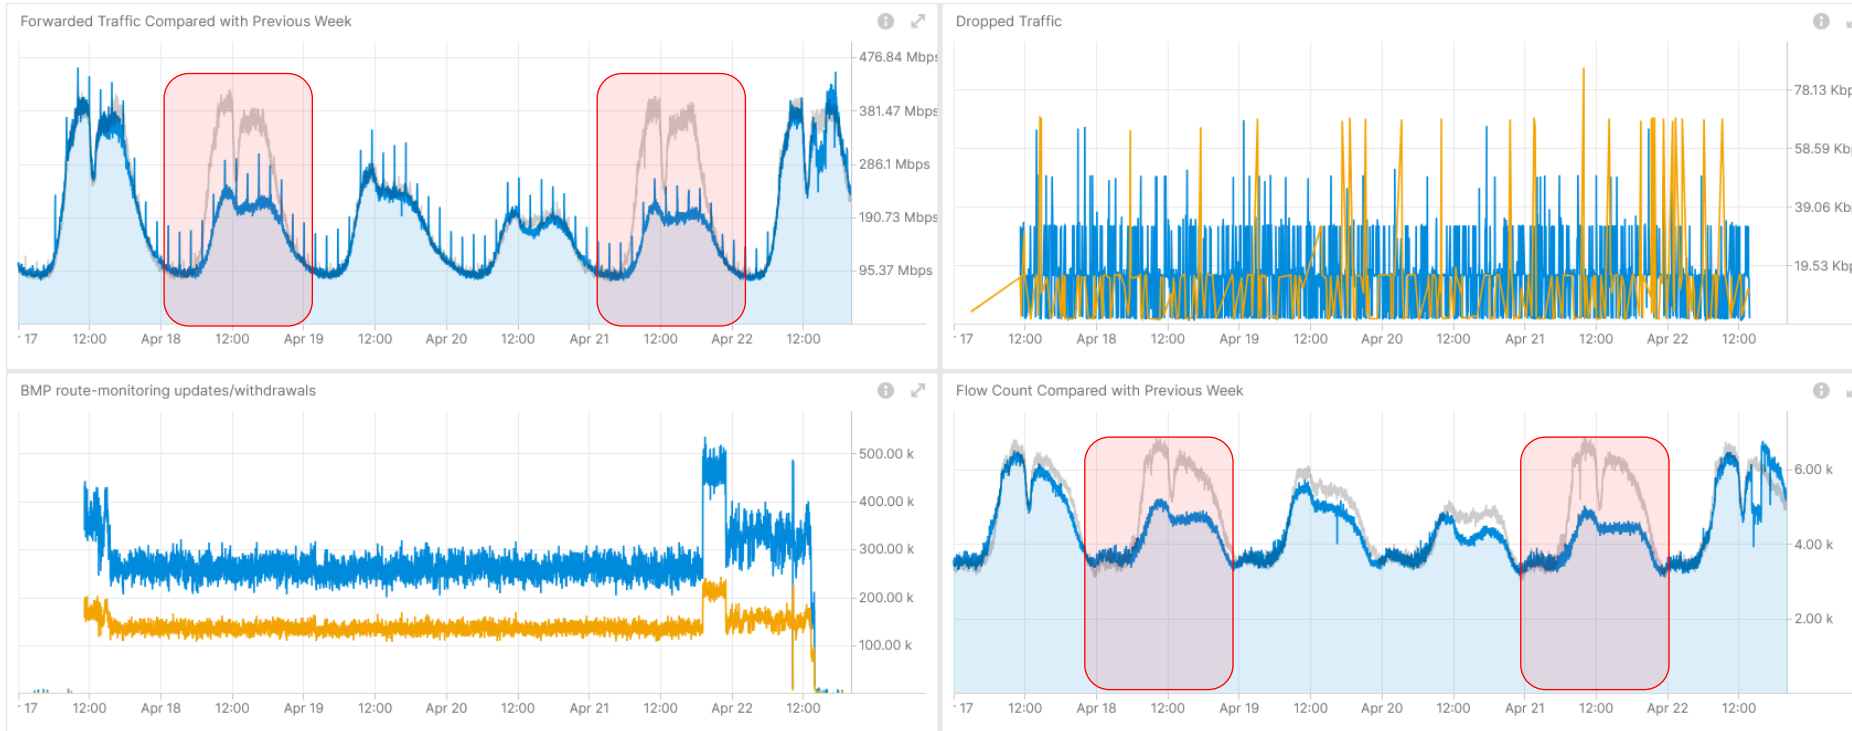 Forwarded Traffic Compared with Previous Week
476.84 Mbps
381.47 Mbps
286.1 Mbps
190.73 Mbps
95.37 Mbps
17 12:00 Apr 18 12:00 Apr 19 12:00 Apr 20 12:00 Apr 21 12:00 Apr 22 12:00
Dropped Traffic
78.13 Kbp
58.59 Kbp
39.06 Kbp
19.53 Kbp
17 12:00 Apr 18 12:00 Apr 19 12:00 Apr 20 12:00 Apr 21 12:00 Apr 22 12:00
BMP route-monitoring updates/withdrawals
500.00 k
400.00 k
300.00 k
200.00 k
100.00 k
17 12:00 Apr 18 12:00 Apr 19 12:00 Apr 20 12:00 Apr 21 12:00 Apr 22 12:00
Flow Count Compared with Previous Week
6.00 k
4.00 k
2.00 k
17 12:00 Apr 18 12:00 Apr 19 12:00 Apr 20 12:00 Apr 21 12:00 Apr 22 12:00